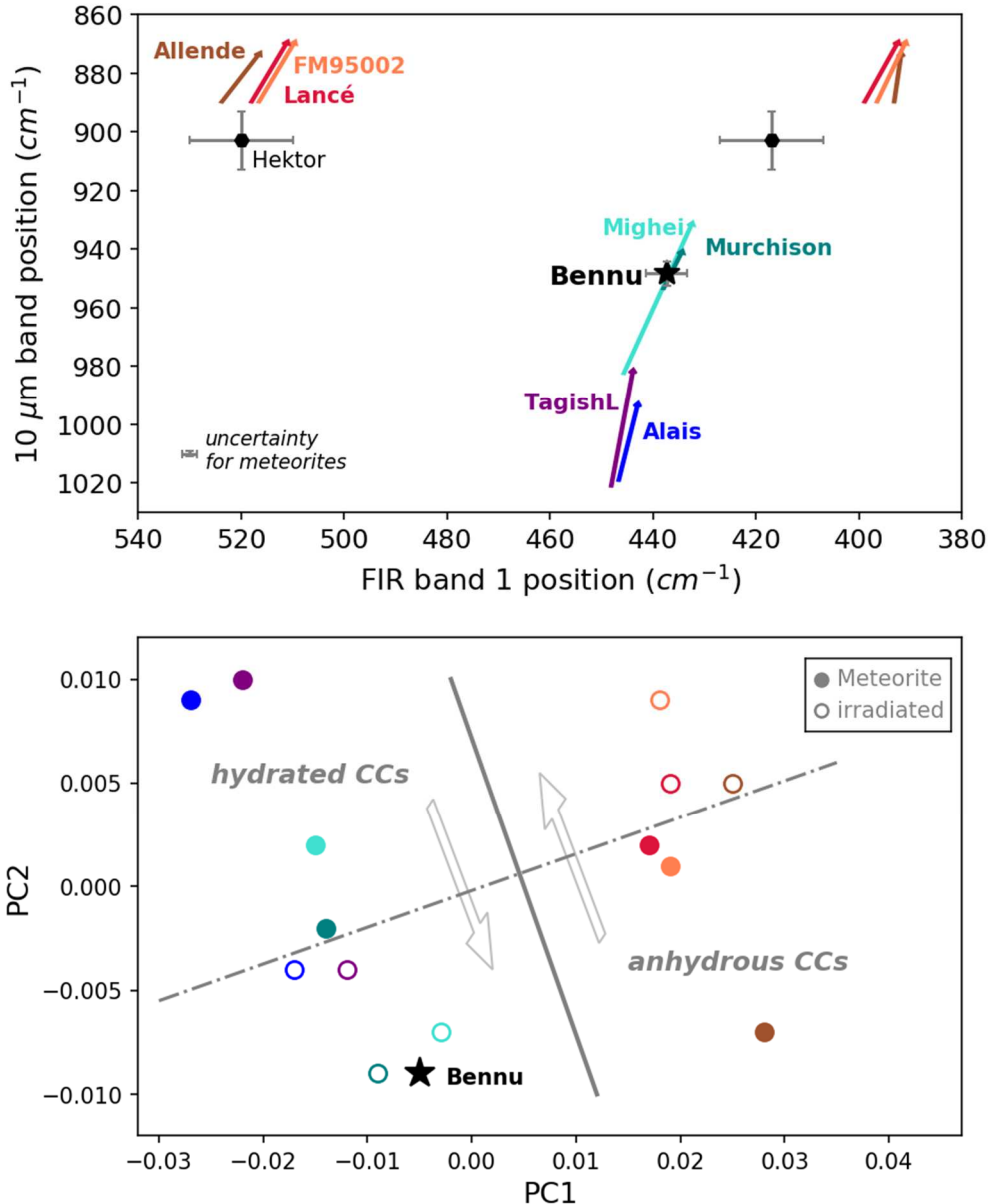 860
880
900
920
940
960
980
1000
1020
10 μm band position (cm⁻¹)
Allende
FM95002
Lancé
Hektor
Mighei
Murchison
Bennu
TagishL
Alais
uncertainty
for meteorites
540 520 500 480 460 440 420 400 380
FIR band 1 position (cm⁻¹)
0.010
0.005
0.000
−0.005
−0.010
PC2
Meteorite
irradiated
hydrated CCs
anhydrous CCs
Bennu
−0.03 −0.02 −0.01 0.00 0.01 0.02 0.03 0.04
PC1